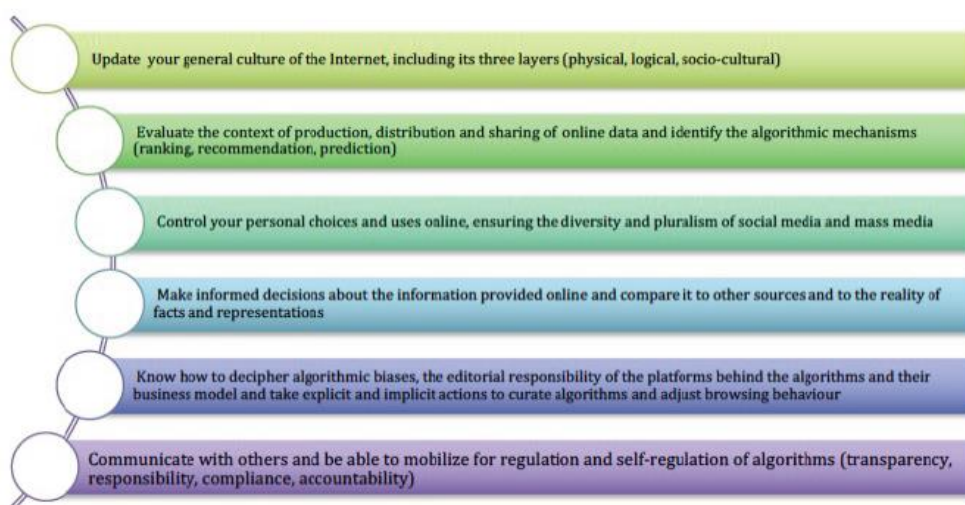 Update your general culture of the Internet, including its three layers (physical, logical, socio-cultural)
Evaluate the context of production, distribution and sharing of online data and identify the algorithmic mechanisms
(ranking, recommendation, prediction)
Control your personal choices and uses online, ensuring the diversity and pluralism of social media and mass media
Make informed decisions about the information provided online and compare it to other sources and to the reality of
facts and representations
Know how to decipher algorithmic biases, the editorial responsibility of the platforms behind the algorithms and their
business model and take explicit and implicit actions to curate algorithms and adjust browsing behaviour
Communicate with others and be able to mobilize for regulation and self-regulation of algorithms (transparency,
responsibility, compliance, accountability)